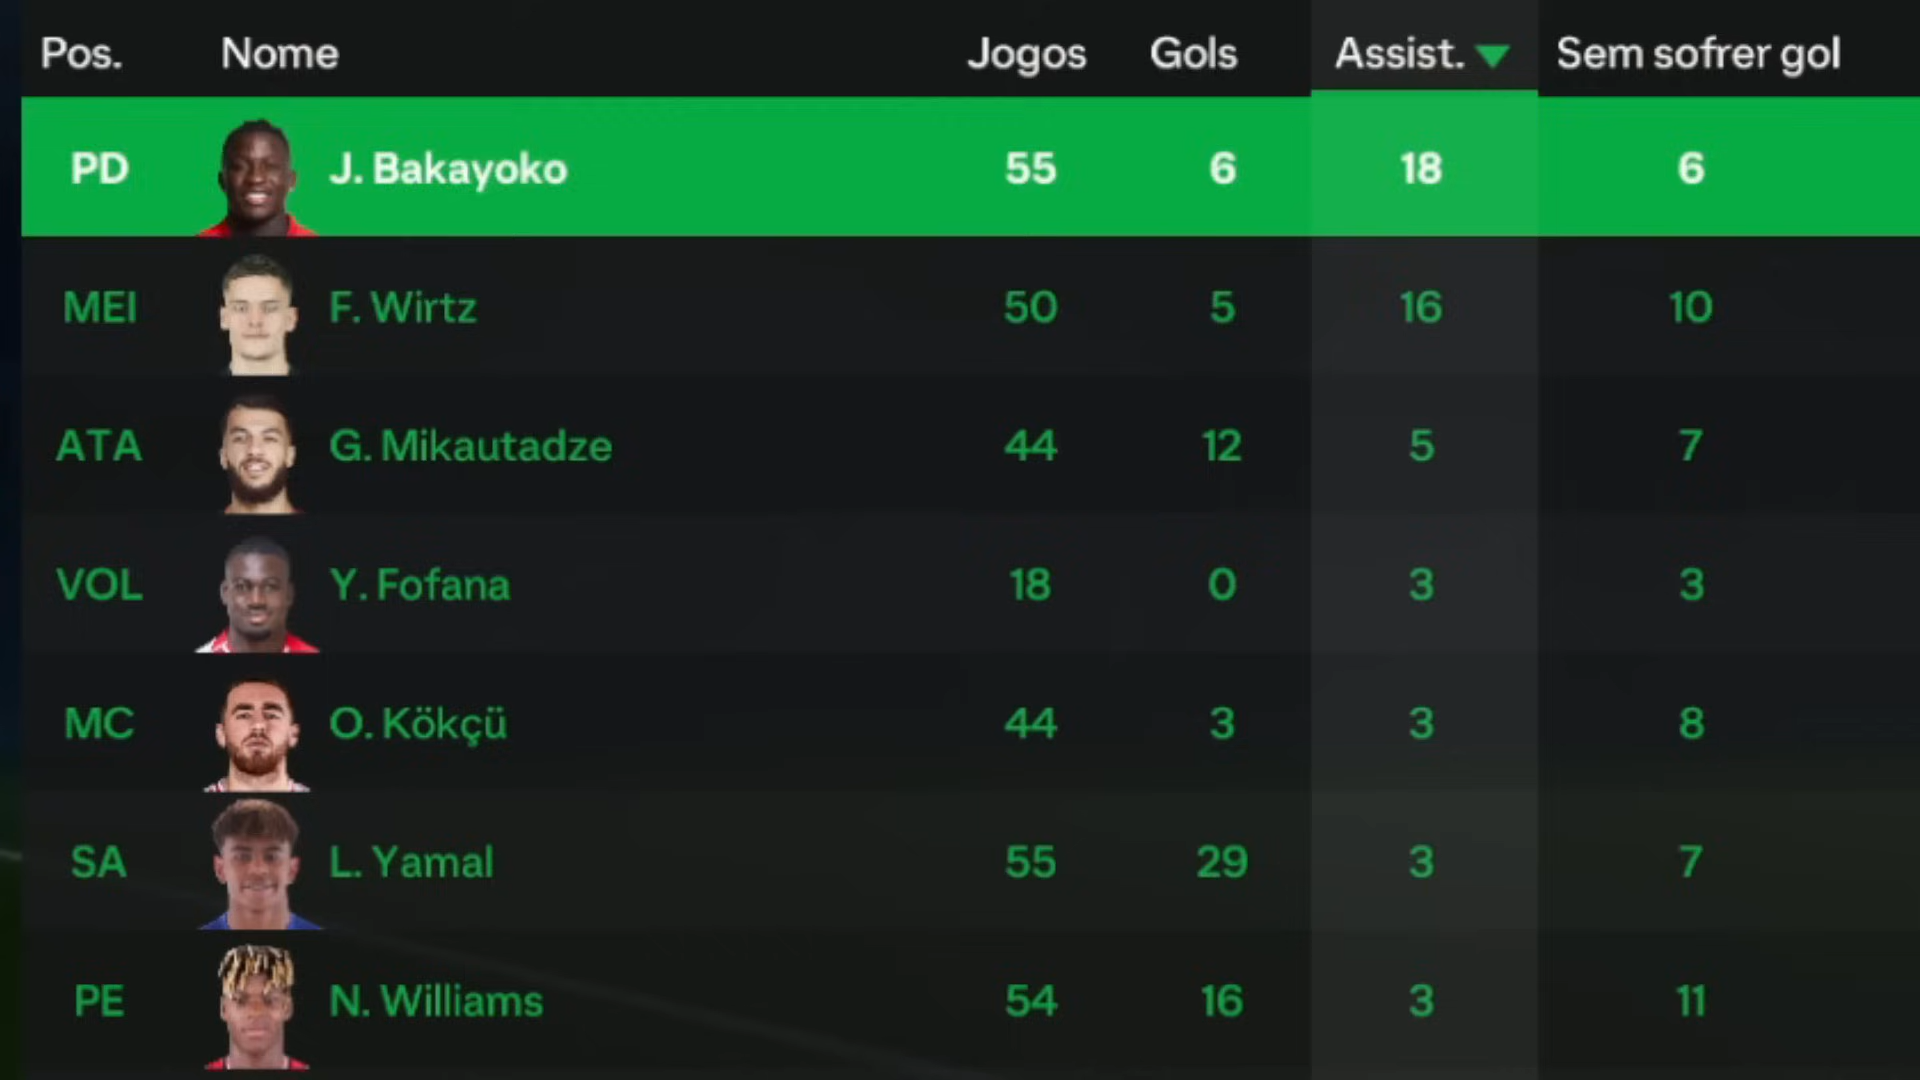 Pos. Nome Jogos Gols Assist. Sem sofrer gol
PD J. Bakayoko 55 6 18 6
MEI F. Wirtz 50 5 16 10
ATA G. Mikautadze 44 12 5 7
VOL Y. Fofana 18 0 3 3
MC O. Kökçü 44 3 3 8
SA L. Yamal 55 29 3 7
PE N. Williams 54 16 3 11